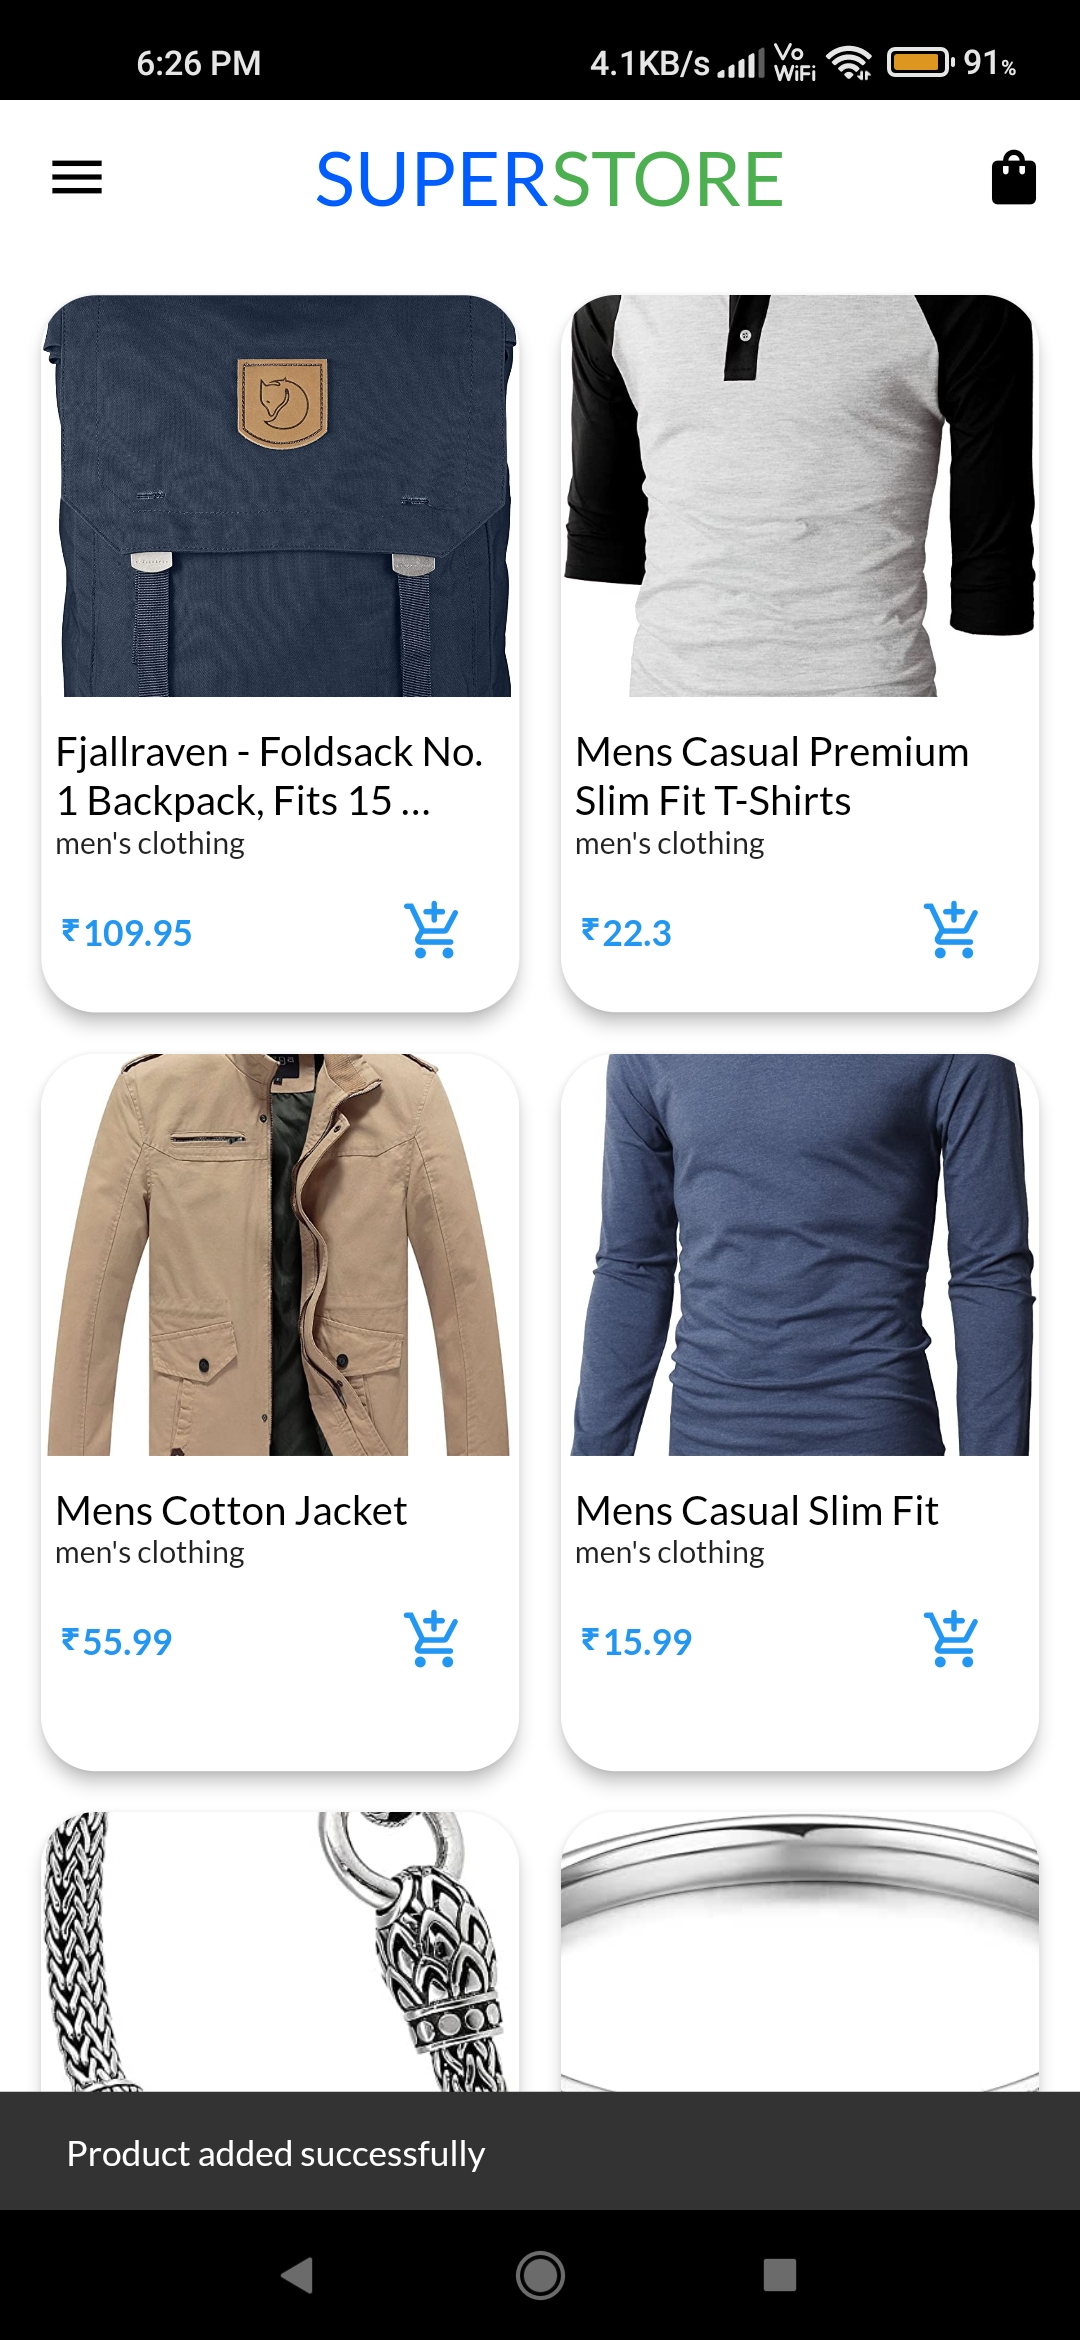 6:26 PM
4.1KB/s
Vo
WiFi
91%
SUPERSTORE
Fjallraven - Foldsack No.
1 Backpack, Fits 15 ...
men's clothing
₹109.95
Mens Casual Premium
Slim Fit T-Shirts
men's clothing
₹22.3
Mens Cotton Jacket
men's clothing
₹55.99
Mens Casual Slim Fit
men's clothing
₹15.99
Product added successfully